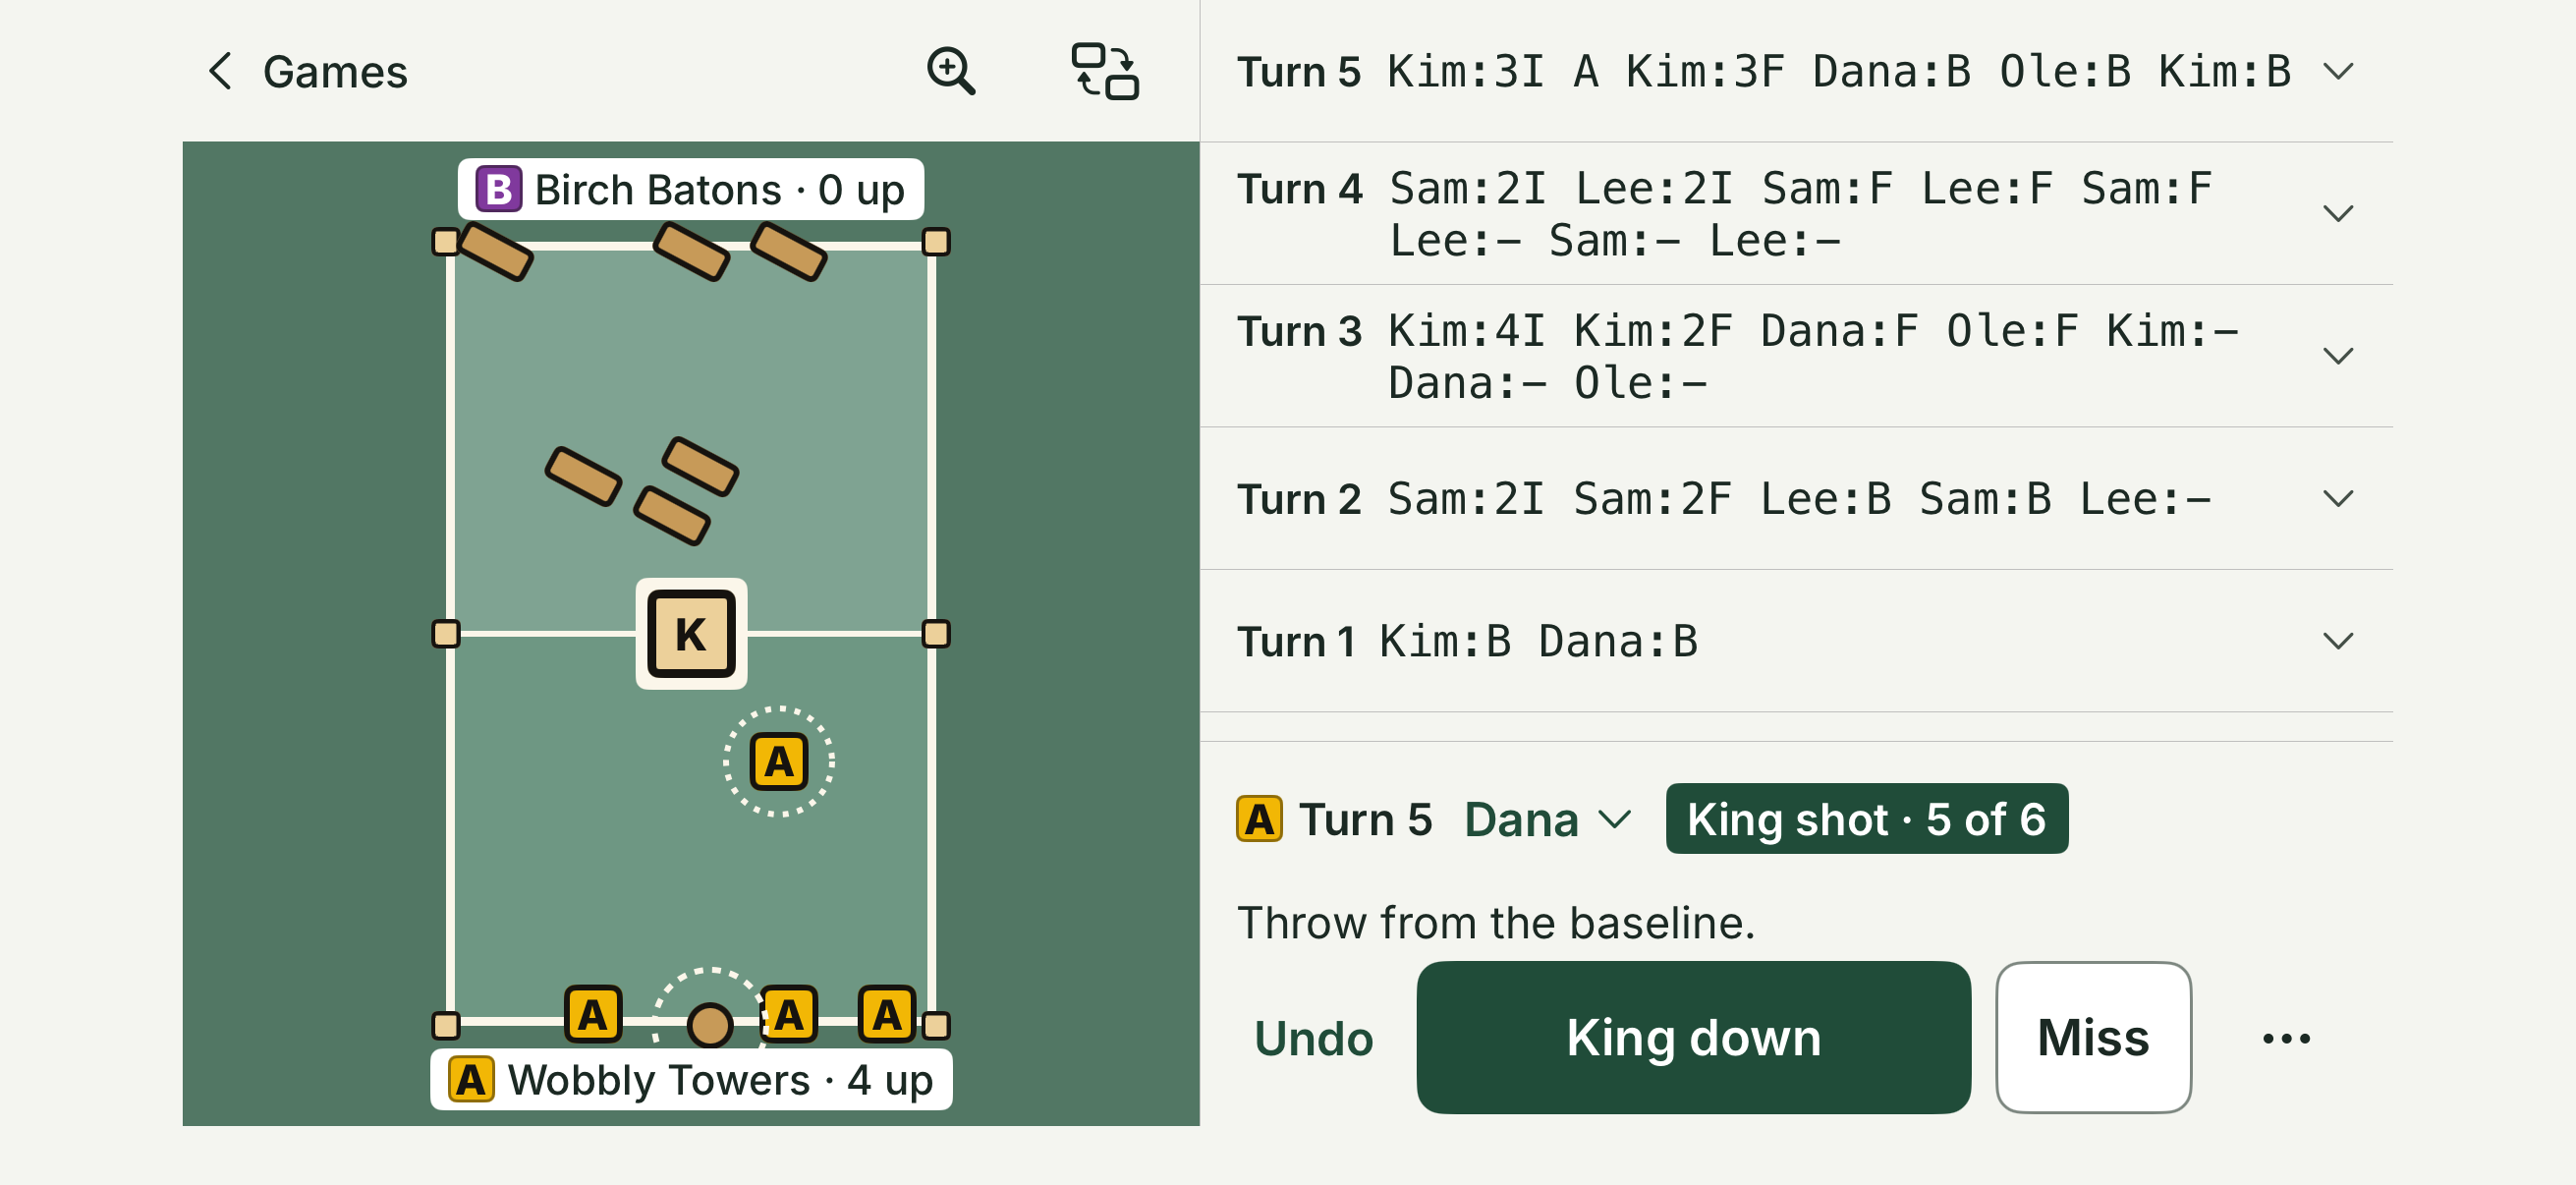 Games
B Birch Batons · 0 up
K
A
A
A
A
A Wobbly Towers · 4 up
Turn 5 Kim:3I A Kim:3F Dana:B Ole:B Kim:B
Turn 4 Sam:2I Lee:2I Sam:F Lee:F Sam:F
Lee:– Sam:– Lee:–
Turn 3 Kim:4I Kim:2F Dana:F Ole:F Kim:–
Dana:– Ole:–
Turn 2 Sam:2I Sam:2F Lee:B Sam:B Lee:–
Turn 1 Kim:B Dana:B
A Turn 5 Dana King shot · 5 of 6
Throw from the baseline.
Undo King down Miss